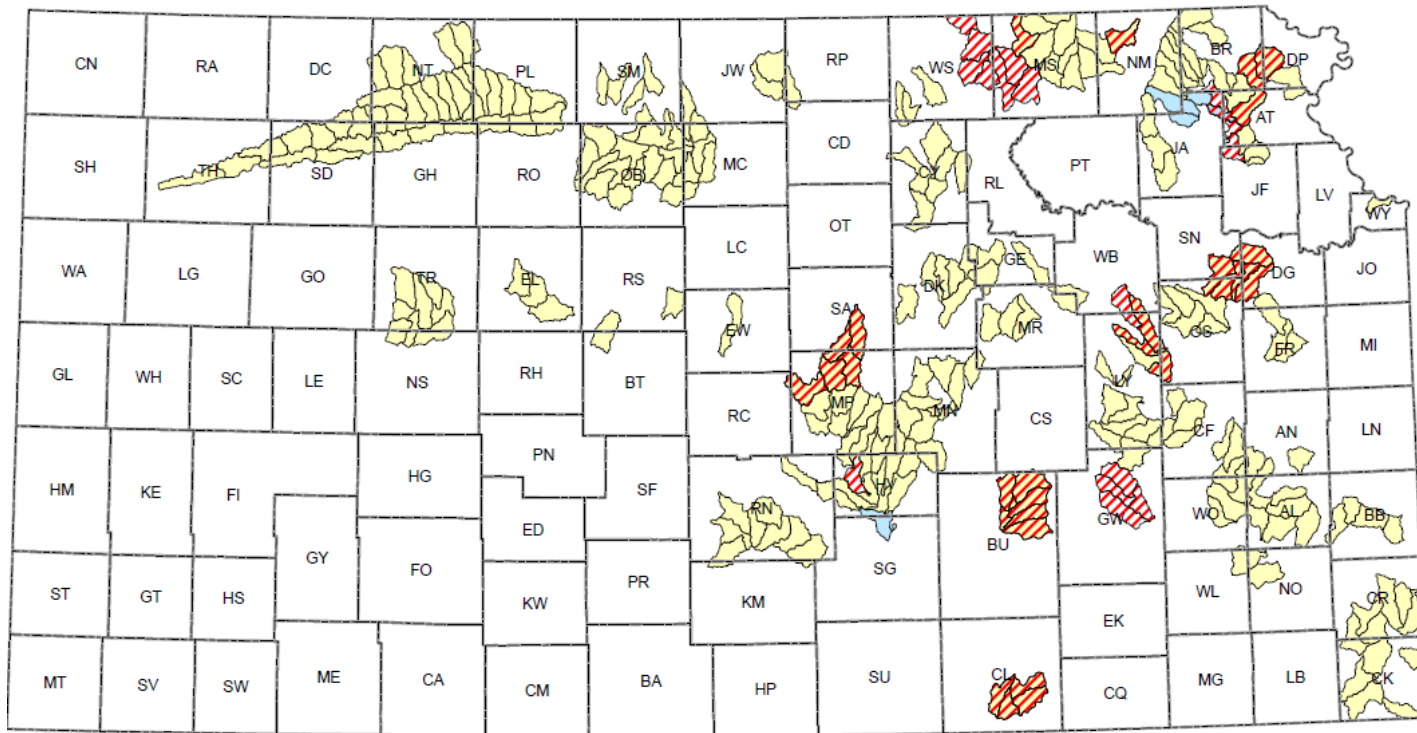 CN RA DC NT PL SM JW RP WS MS NM BR DP
SH TH SD GH RO OB MC CD CY RL PT JA AT JF LV WY
WA LG GO TR EL RS LC OT DK GE WB SN DG JO
EW SA MR OS FR MI
GL WH SC LE NS RH BT RC MP MN CS LY CF AN LN
HM KE FI HG PN SF RN HV BU GW WO AL BB
GY FO ED PR SG
ST GT HS KW KM EK WL NO CR
MT SV SW ME CA CM BA HP SU CL CQ MG LB CK